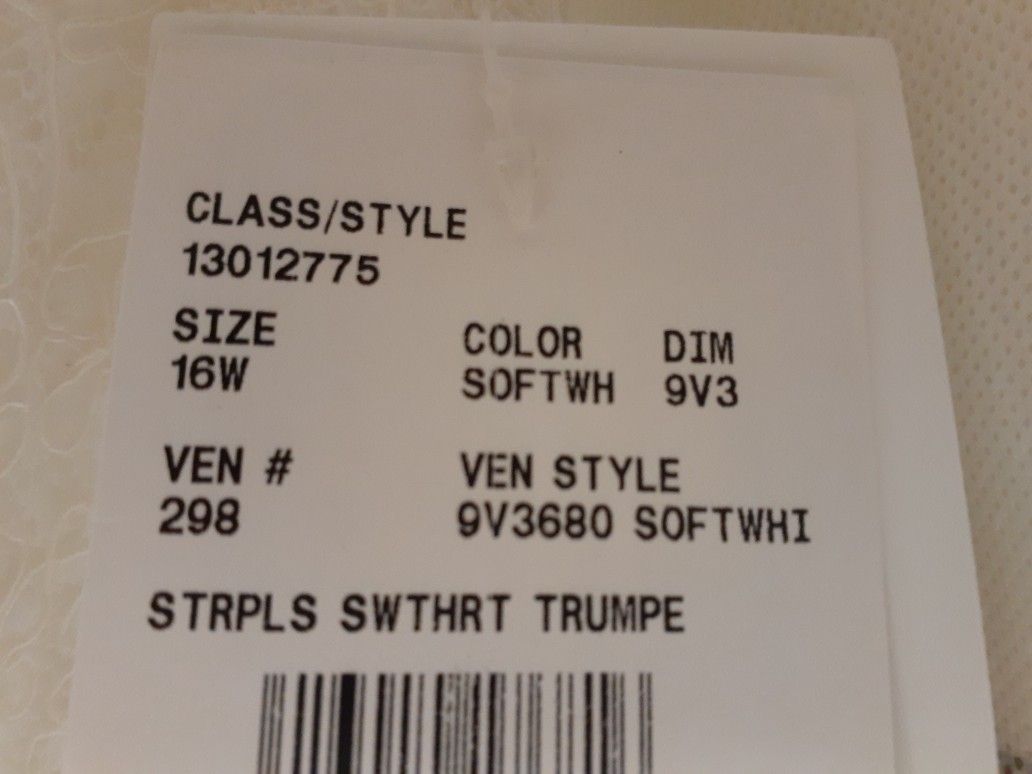 CLASS/STYLE
13012775
SIZE COLOR DIM
16W SOFTWH 9V3
VEN # VEN STYLE
298 9V3680 SOFTWHI
STRPLS SWTHRT TRUMPE